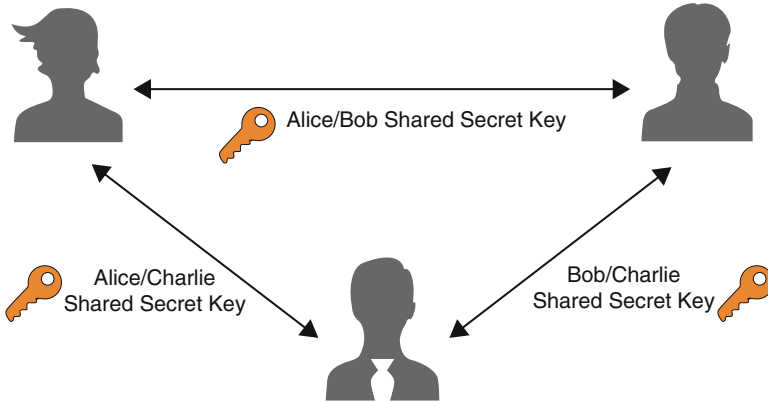 Alice/Bob Shared Secret Key
Alice/Charlie
Shared Secret Key
Bob/Charlie
Shared Secret Key